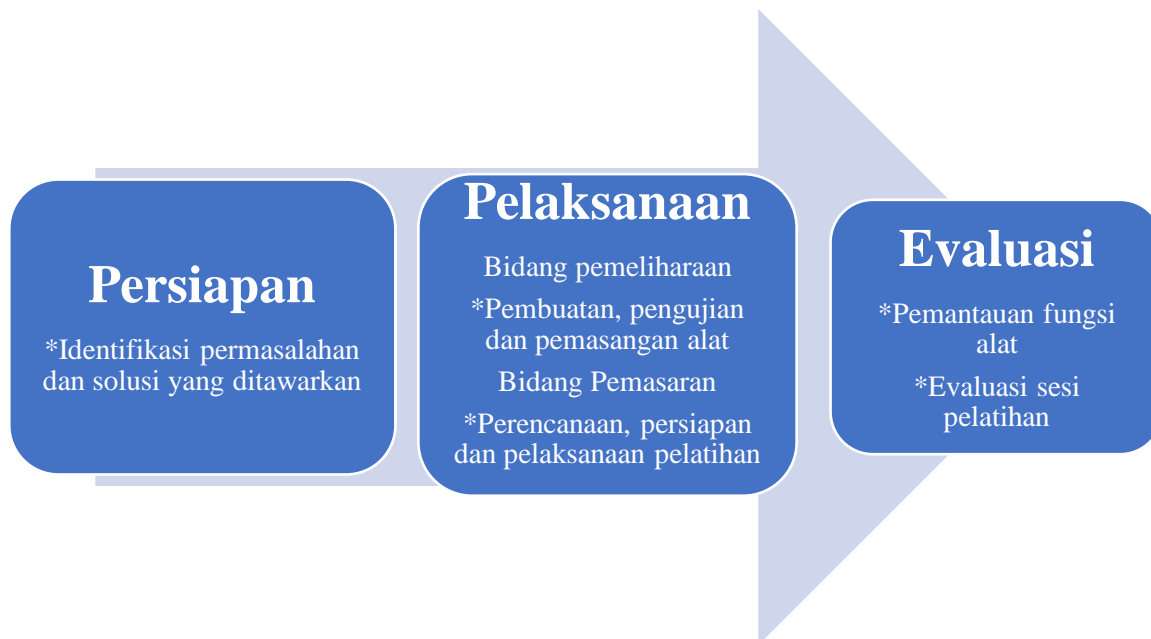 Persiapan
*Identifikasi permasalahan
dan solusi yang ditawarkan
Pelaksanaan
Bidang pemeliharaan
*Pembuatan, pengujian
dan pemasangan alat
Bidang Pemasaran
*Perencanaan, persiapan
dan pelaksanaan pelatihan
Evaluasi
*Pemantauan fungsi
alat
*Evaluasi sesi
pelatihan